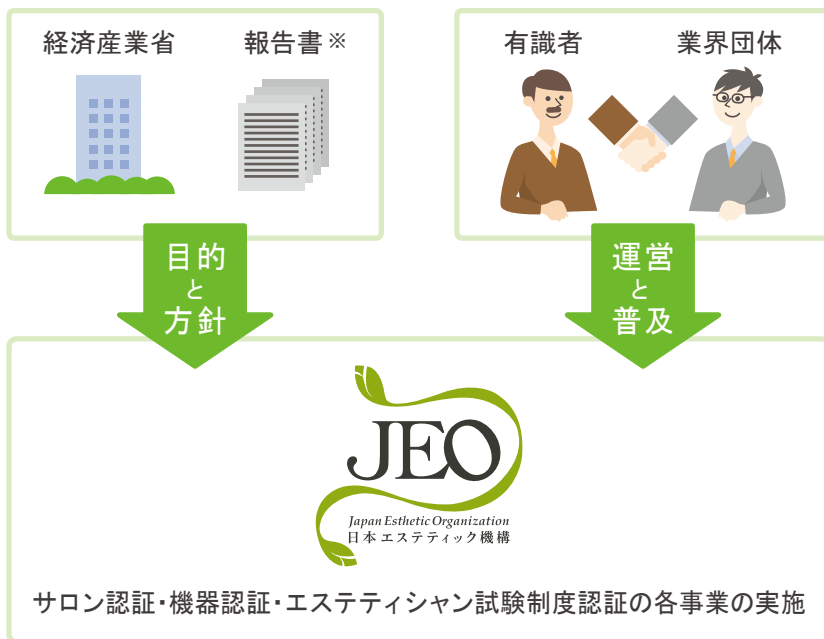 経済産業省
報告書※
有識者
業界団体
目的
と
方針
運営
と
普及
JEO
Japan Esthetic Organization
日本エステティック機構
サロン認証・機器認証・エステティシャン試験制度認証の各事業の実施